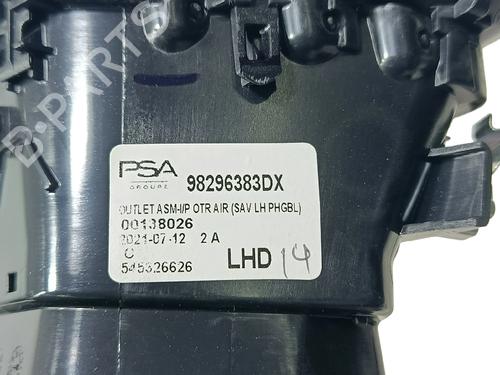 B-PARTS
PSA
GROUPE
98296383DX
OUTLET ASM-I/P OTR AIR (SAV LH PHGBL)
00138026
2021-07-12 2 A
C
545326626
LHD 14